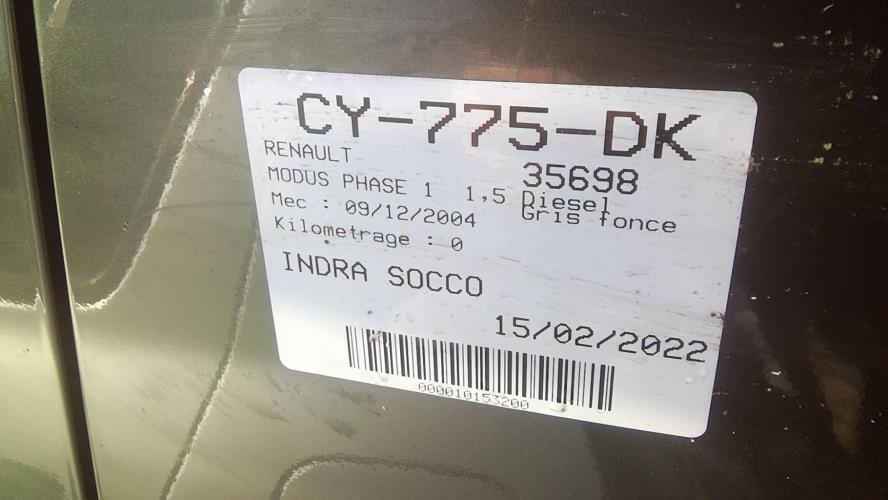 CY-775-DK
RENAULT 35698
MODUS PHASE 1 1,5 Diesel
Mec : 09/12/2004 Gris fonce
Kilometrage : 0
INDRA SOCCO
15/02/2022
000010153200